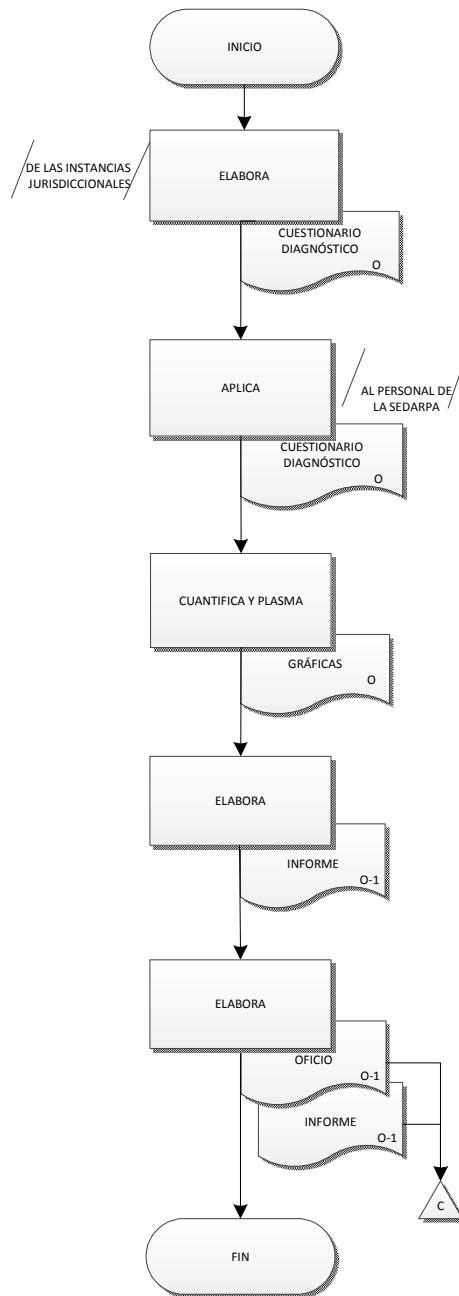 INICIO
DE LAS INSTANCIAS
JURISDICCIONALES
ELABORA
CUESTIONARIO
DIAGNÓSTICO
O
APLICA
AL PERSONAL DE
LA SEDARPA
CUESTIONARIO
DIAGNÓSTICO
O
CUANTIFICA Y PLASMA
GRÁFICAS
O
ELABORA
INFORME
O-1
ELABORA
OFICIO
O-1
INFORME
O-1
C
FIN